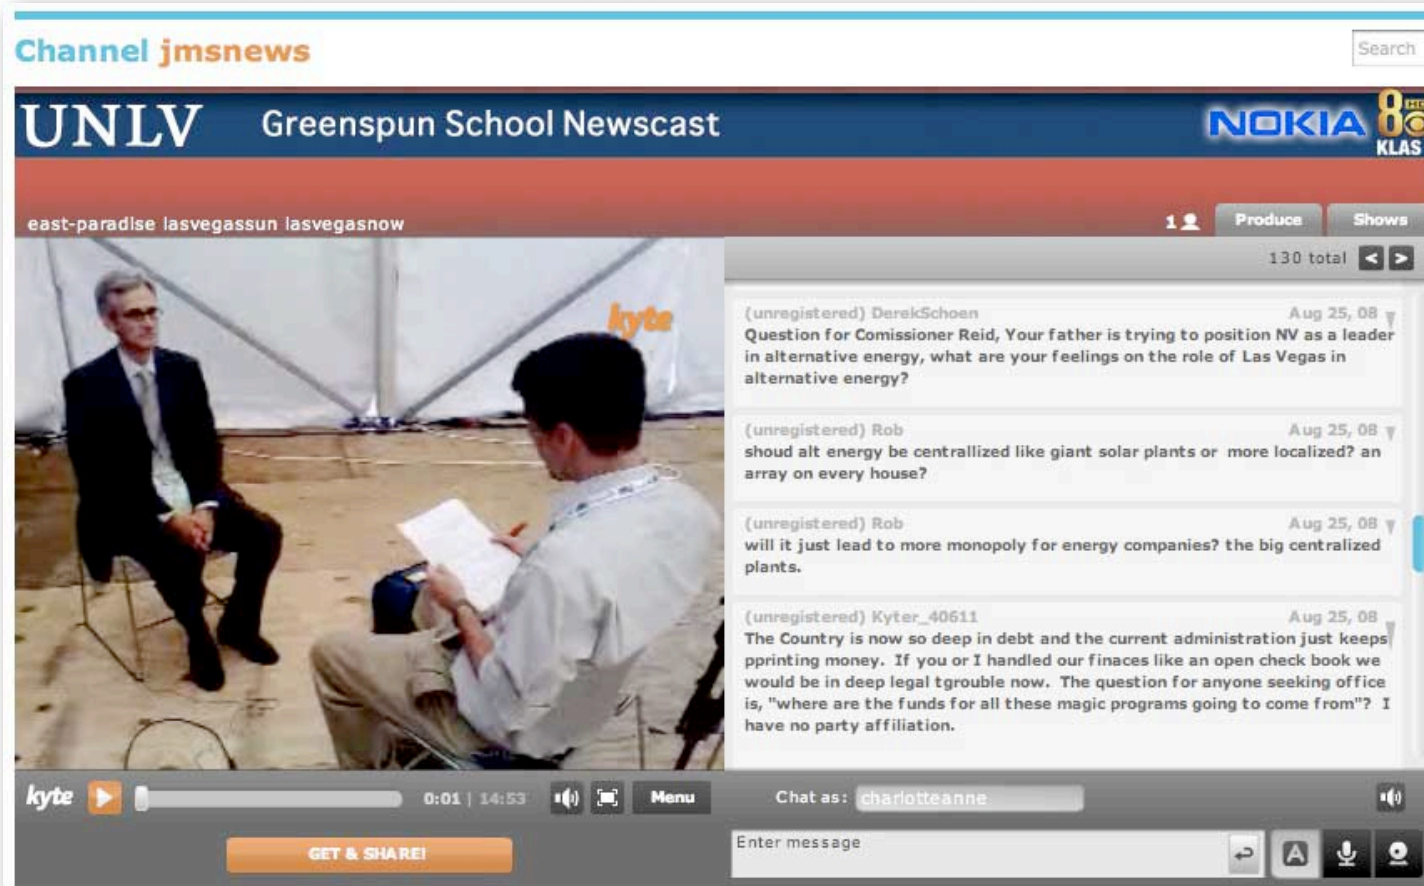 Channel jmsnews
Search
UNLV
Greenspun School Newscast
NOKIA
8
HD
KLAS
east-paradise lasvegassun lasvegasnow
1
Produce
Shows
130 total
< >
kyte
(unregistered) DerekSchoen
Aug 25, 08
Question for Comissioner Reid, Your father is trying to position NV as a leader
in alternative energy, what are your feelings on the role of Las Vegas in
alternative energy?
(unregistered) Rob
Aug 25, 08
shoud alt energy be centrallized like giant solar plants or more localized? an
array on every house?
(unregistered) Rob
Aug 25, 08
will it just lead to more monopoly for energy companies? the big centralized
plants.
(unregistered) Kyter_40611
Aug 25, 08
The Country is now so deep in debt and the current administration just keeps
pprinting money. If you or I handled our finaces like an open check book we
would be in deep legal tgrouble now. The question for anyone seeking office
is, "where are the funds for all these magic programs going to come from"? I
have no party affiliation.
kyte
0:01 | 14:53
Menu
Chat as: charlotteanne
GET & SHARE!
Enter message
A